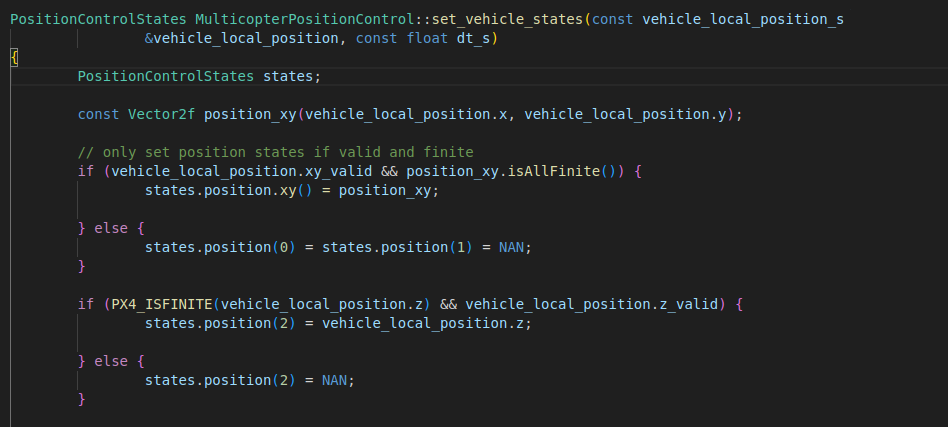 PositionControlStates MulticopterPositionControl::set_vehicle_states(const vehicle_local_position_s
&vehicle_local_position, const float dt_s)
{
PositionControlStates states;
const Vector2f position_xy(vehicle_local_position.x, vehicle_local_position.y);
// only set position states if valid and finite
if (vehicle_local_position.xy_valid && position_xy.isAllFinite()) {
states.position.xy() = position_xy;
} else {
states.position(0) = states.position(1) = NAN;
}
if (PX4_ISFINITE(vehicle_local_position.z) && vehicle_local_position.z_valid) {
states.position(2) = vehicle_local_position.z;
} else {
states.position(2) = NAN;
}